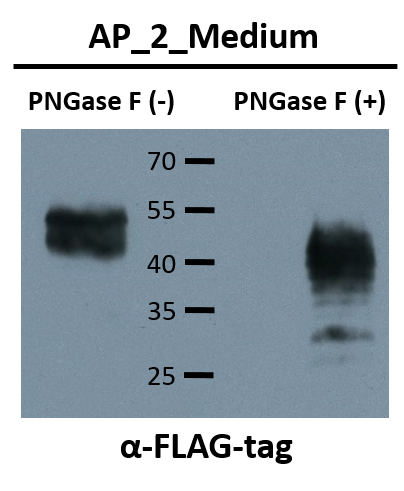 AP_2_Medium
PNGase F (-) PNGase F (+)
70
55
40
35
25
α-FLAG-tag